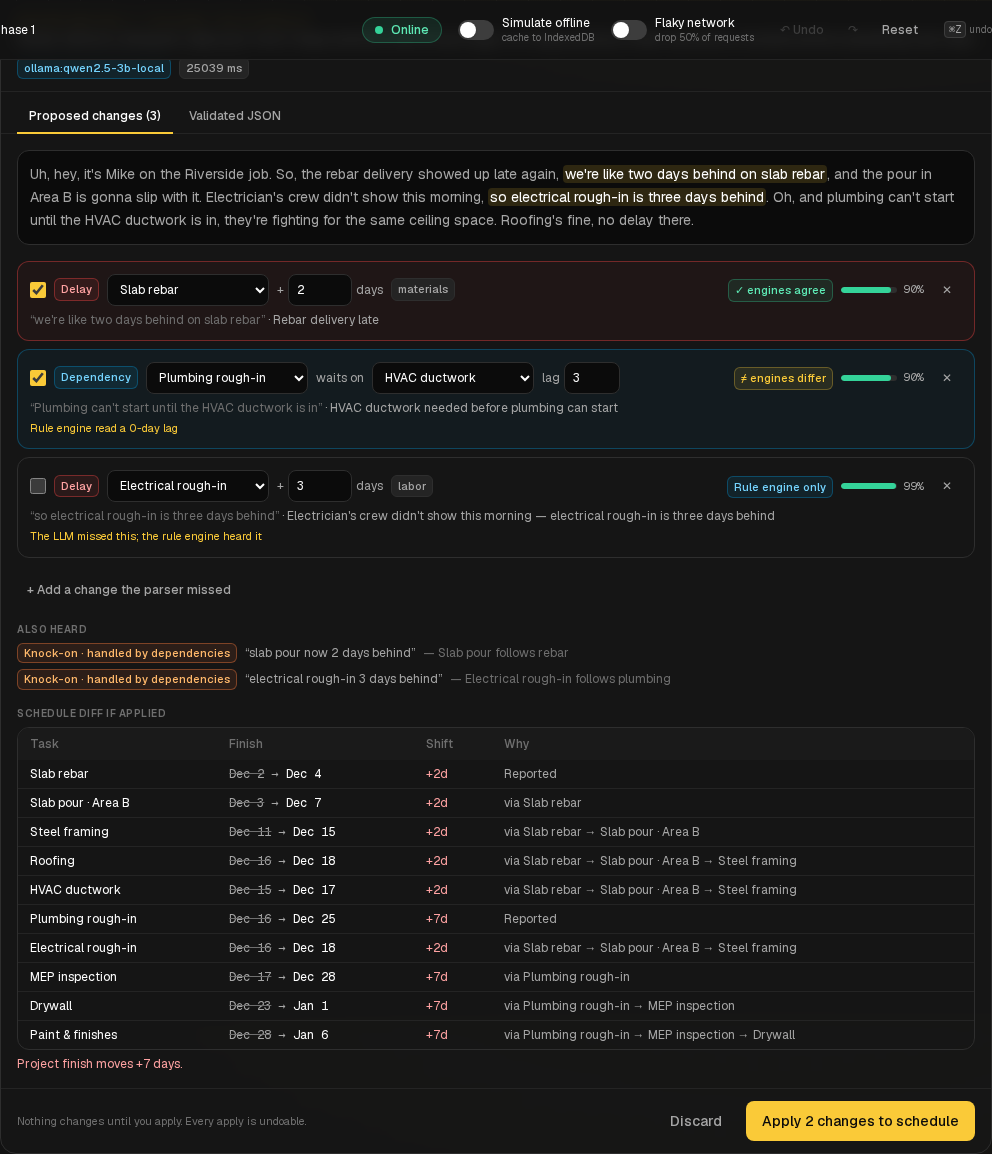 hase 1
Online
Simulate offline
cache to IndexedDB
Flaky network
drop 50% of requests
↶ Undo
↷
Reset
⌘Z undo
ollama:qwen2.5-3b-local
25039 ms
Proposed changes (3)
Validated JSON
Uh, hey, it's Mike on the Riverside job. So, the rebar delivery showed up late again, we're like two days behind on slab rebar, and the pour in
Area B is gonna slip with it. Electrician's crew didn't show this morning, so electrical rough-in is three days behind. Oh, and plumbing can't start
until the HVAC ductwork is in, they're fighting for the same ceiling space. Roofing's fine, no delay there.
Delay Slab rebar + 2 days materials ✓ engines agree 90% ✕
“we're like two days behind on slab rebar” · Rebar delivery late
Dependency Plumbing rough-in waits on HVAC ductwork lag 3 ≠ engines differ 90% ✕
“Plumbing can't start until the HVAC ductwork is in” · HVAC ductwork needed before plumbing can start
Rule engine read a 0-day lag
Delay Electrical rough-in + 3 days labor Rule engine only 99% ✕
“so electrical rough-in is three days behind” · Electrician's crew didn't show this morning — electrical rough-in is three days behind
The LLM missed this; the rule engine heard it
+ Add a change the parser missed
ALSO HEARD
Knock-on · handled by dependencies “slab pour now 2 days behind” — Slab pour follows rebar
Knock-on · handled by dependencies “electrical rough-in 3 days behind” — Electrical rough-in follows plumbing
SCHEDULE DIFF IF APPLIED
Task Finish Shift Why
Slab rebar Dec 2 → Dec 4 +2d Reported
Slab pour · Area B Dec 3 → Dec 7 +2d via Slab rebar
Steel framing Dec 11 → Dec 15 +2d via Slab rebar → Slab pour · Area B
Roofing Dec 16 → Dec 18 +2d via Slab rebar → Slab pour · Area B → Steel framing
HVAC ductwork Dec 15 → Dec 17 +2d via Slab rebar → Slab pour · Area B → Steel framing
Plumbing rough-in Dec 16 → Dec 25 +7d Reported
Electrical rough-in Dec 16 → Dec 18 +2d via Slab rebar → Slab pour · Area B → Steel framing
MEP inspection Dec 17 → Dec 28 +7d via Plumbing rough-in
Drywall Dec 23 → Jan 1 +7d via Plumbing rough-in → MEP inspection
Paint & finishes Dec 28 → Jan 6 +7d via Plumbing rough-in → MEP inspection → Drywall
Project finish moves +7 days.
Nothing changes until you apply. Every apply is undoable.
Discard
Apply 2 changes to schedule